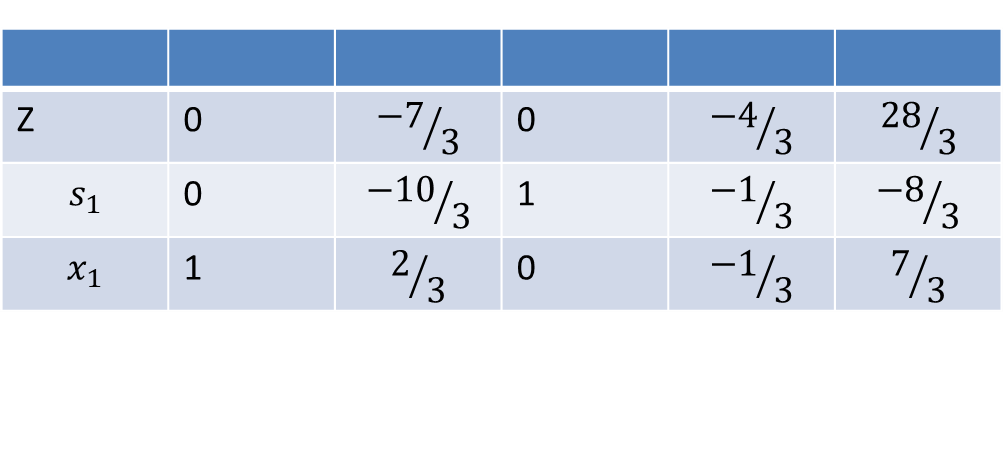 Z 0 −7/3 0 −4/3 28/3
s₁ 0 −10/3 1 −1/3 −8/3
x₁ 1 2/3 0 −1/3 7/3